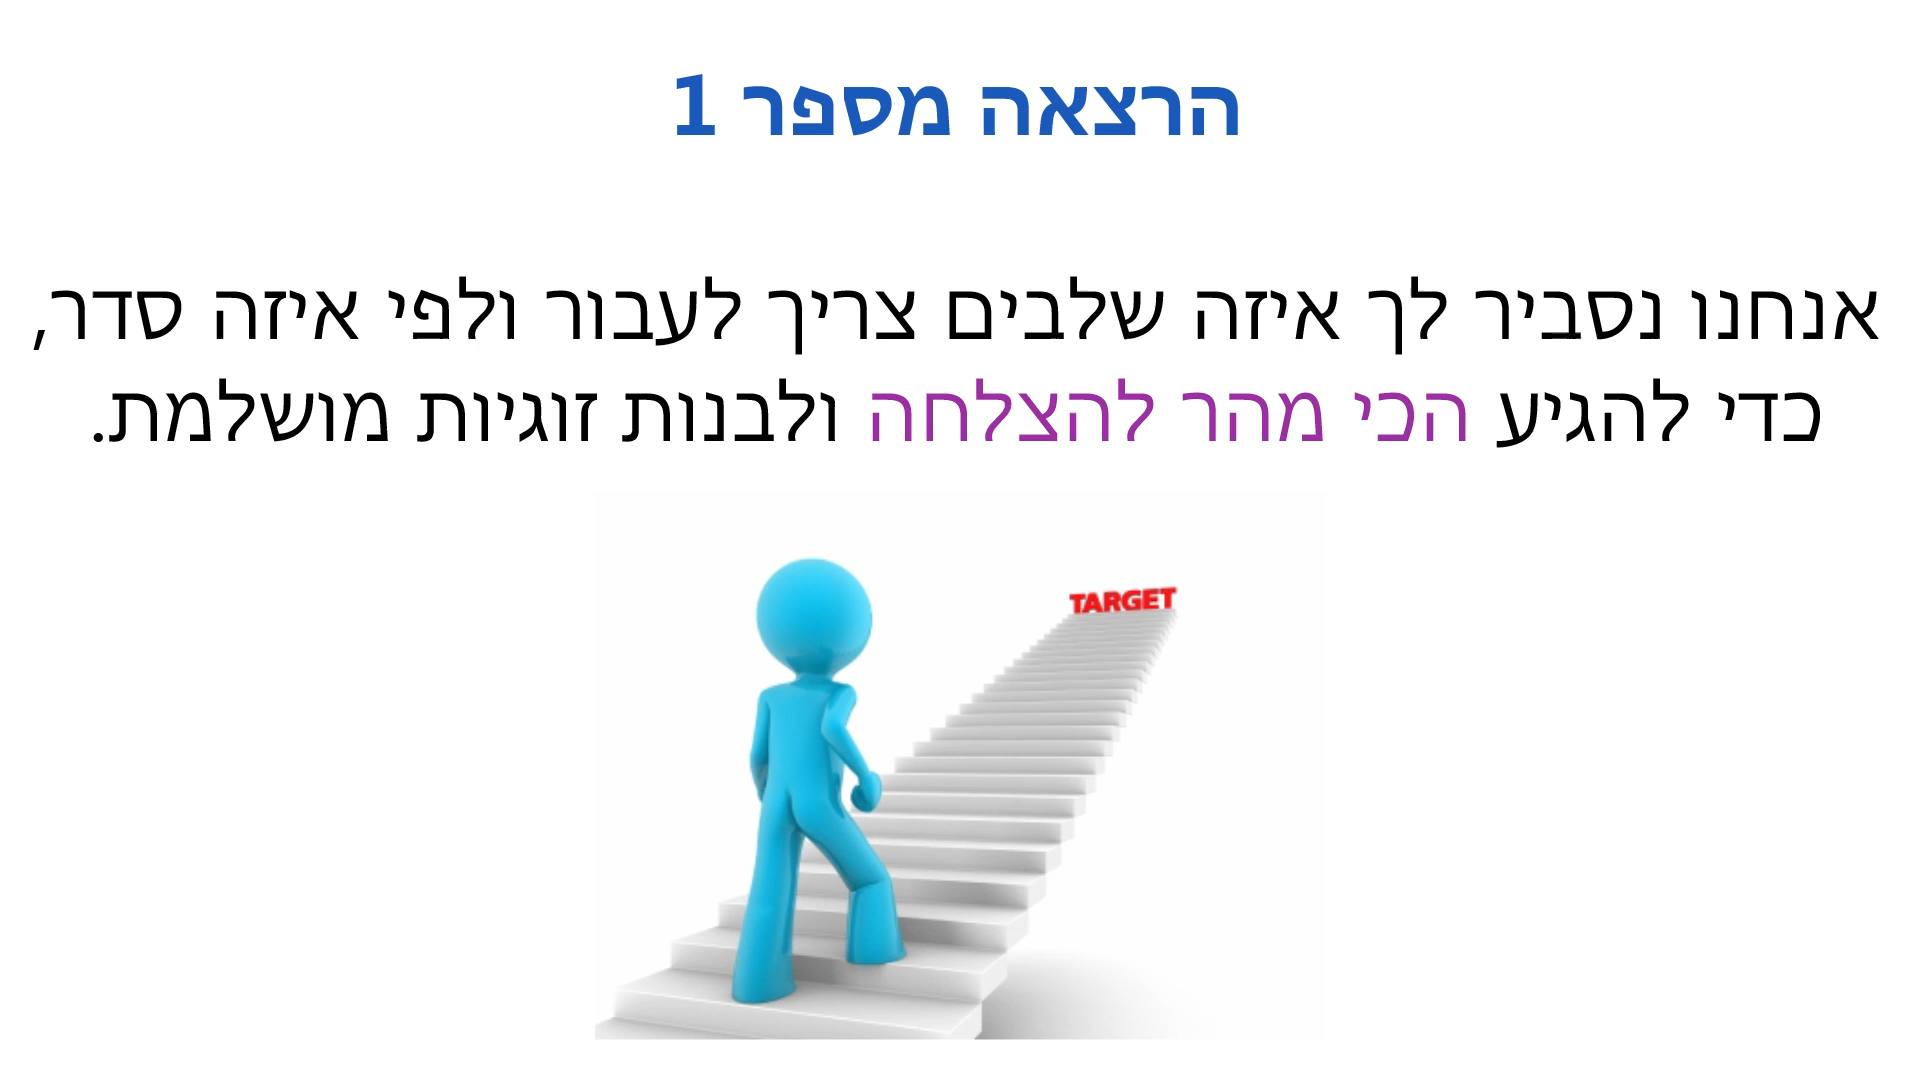 הרצאה מספר 1
אנחנו נסביר לך איזה שלבים צריך לעבור ולפי איזה סדר,
כדי להגיע הכי מהר להצלחה ולבנות זוגיות מושלמת.
TARGET